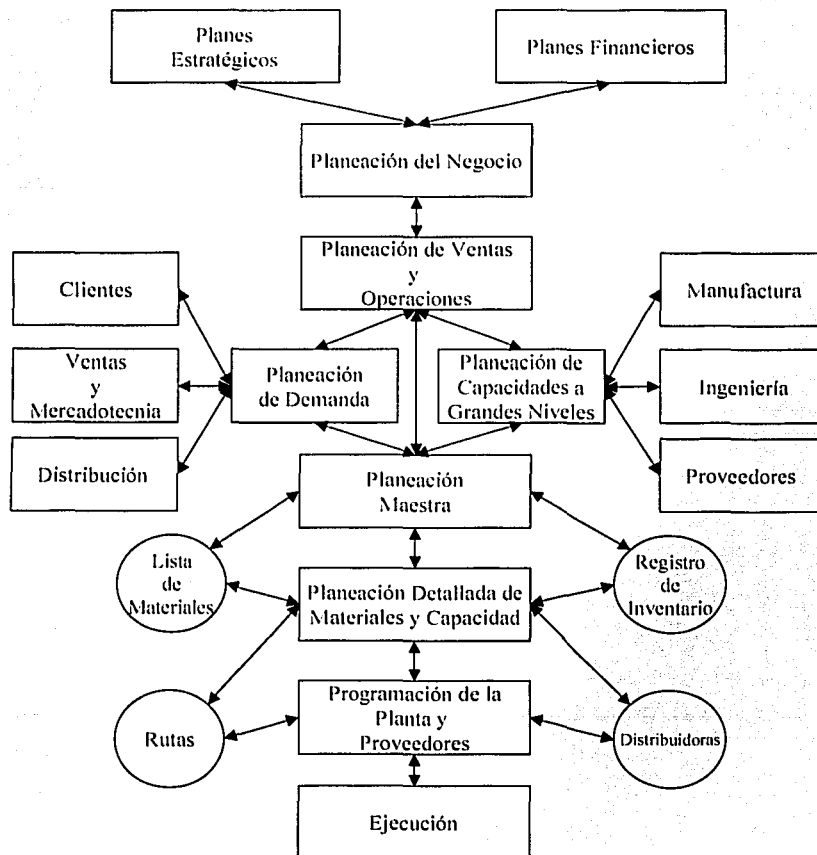 Planes
Estratégicos
Planes Financieros
Planeación del Negocio
Planeación de Ventas
y
Operaciones
Clientes
Manufactura
Ventas
y
Mercadotecnia
Planeación
de Demanda
Planeación de
Capacidades a
Grandes Niveles
Ingeniería
Distribución
Planeación
Maestra
Proveedores
Lista
de
Materiales
Planeación Detallada de
Materiales y Capacidad
Registro
de
Inventario
Rutas
Programación de la
Planta y
Proveedores
Distribuidoras
Ejecución